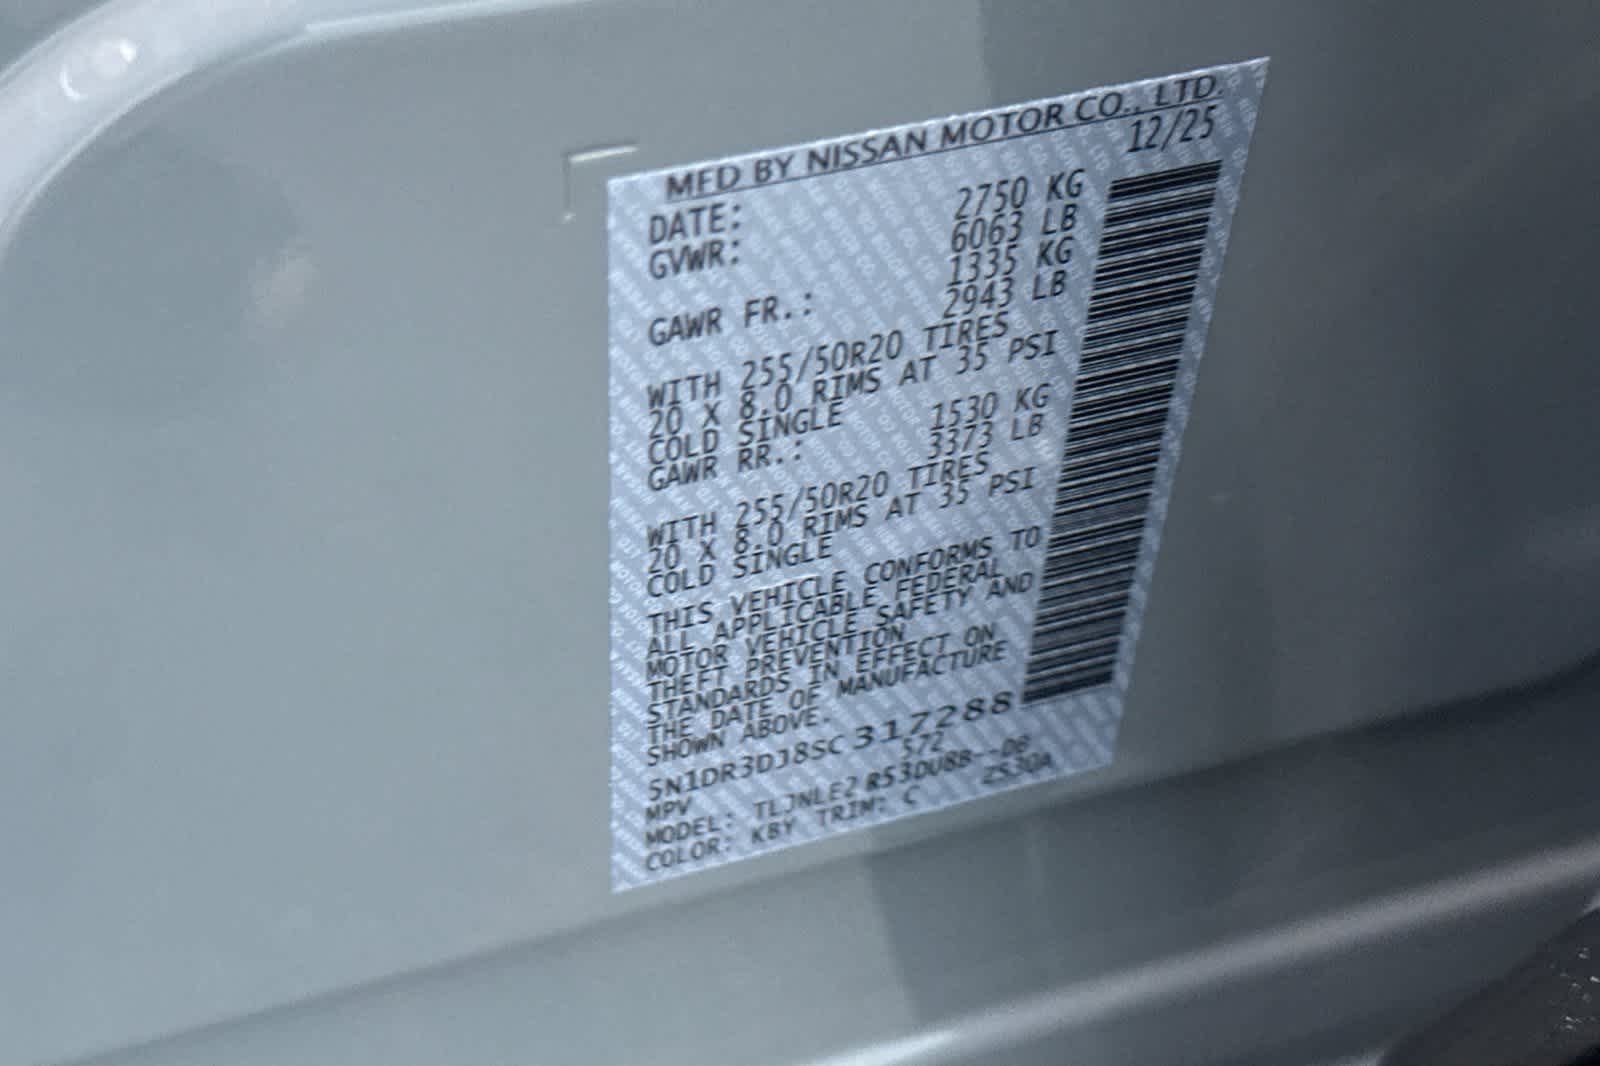 MFD BY NISSAN MOTOR CO., LTD.
DATE: 12/25
GVWR: 2750 KG
6063 LB
GAWR FR.: 1335 KG
2943 LB
WITH 255/50R20 TIRES
20 X 8.0 RIMS AT 35 PSI
COLD SINGLE
GAWR RR.: 1530 KG
3373 LB
WITH 255/50R20 TIRES
20 X 8.0 RIMS AT 35 PSI
COLD SINGLE
THIS VEHICLE CONFORMS TO
ALL APPLICABLE FEDERAL
MOTOR VEHICLE SAFETY AND
THEFT PREVENTION
STANDARDS IN EFFECT ON
THE DATE OF MANUFACTURE
SHOWN ABOVE.
5N1DR3DJ8SC317288
MPV 572
MODEL: TLJNLE2 R53DUBB--DB
COLOR: KBY TRIM: C ZS30A